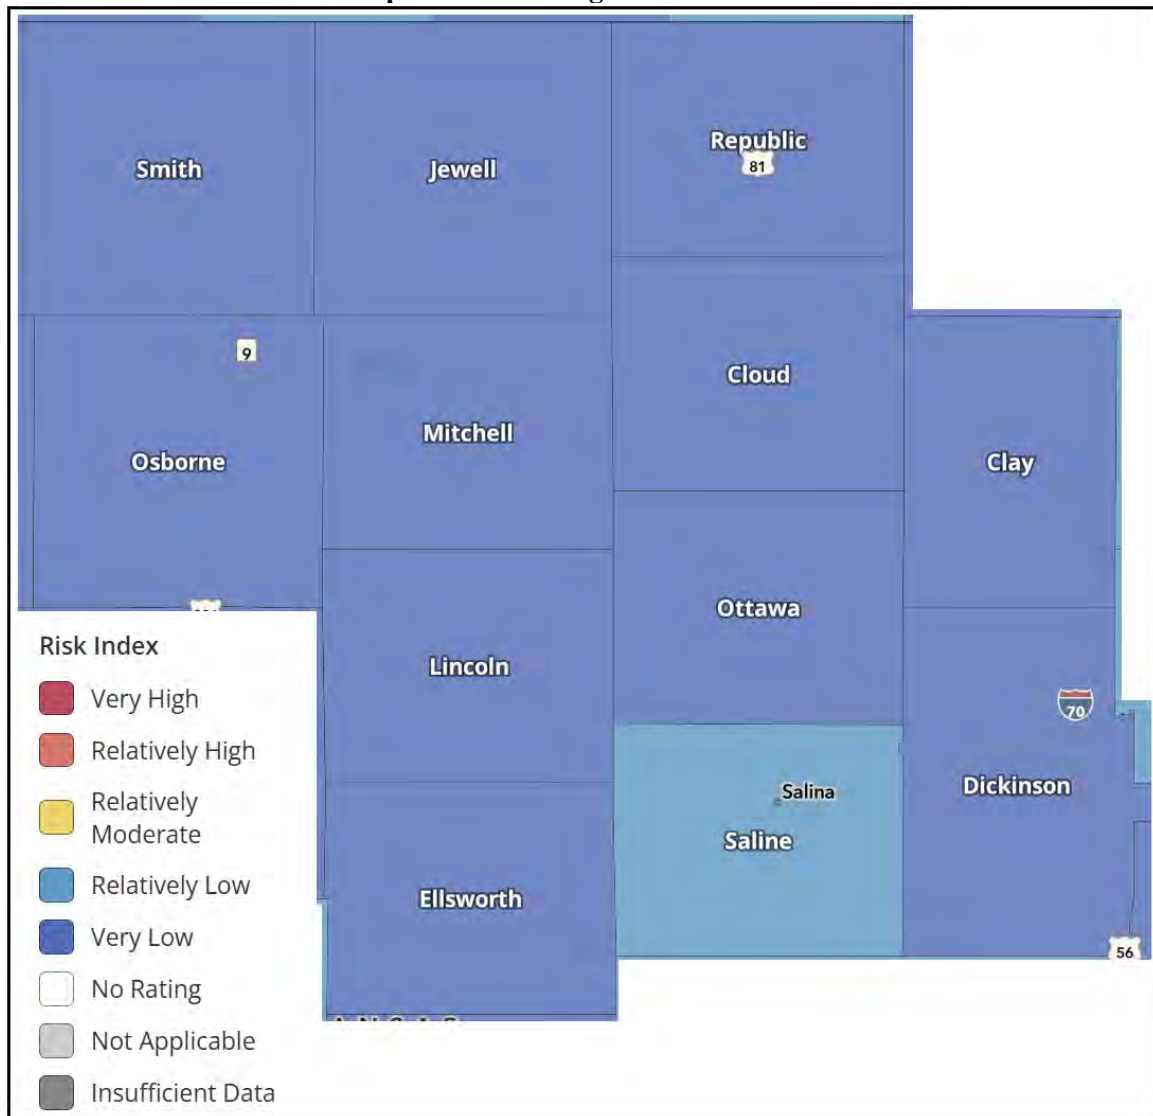 Smith
Jewell
Republic
81
9
Cloud
Mitchell
Osborne
Clay
Ottawa
Lincoln
70
Salina
Dickinson
Saline
Ellsworth
56
Risk Index
Very High
Relatively High
Relatively
Moderate
Relatively Low
Very Low
No Rating
Not Applicable
Insufficient Data